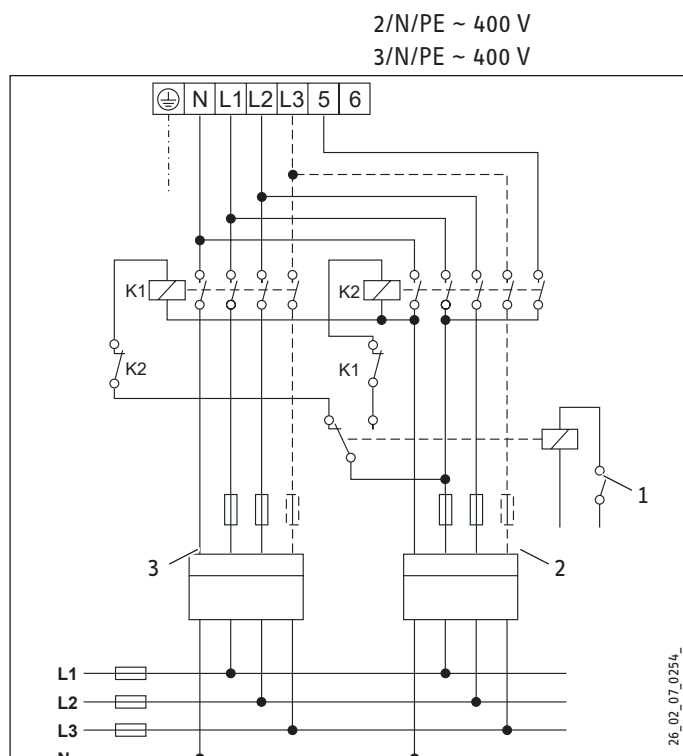 2/N/PE ~ 400 V
3/N/PE ~ 400 V
N L1 L2 L3 5 6
K1 K2
K2 K1
1
3 2
L1
L2
L3
N
26_02_07_0254_